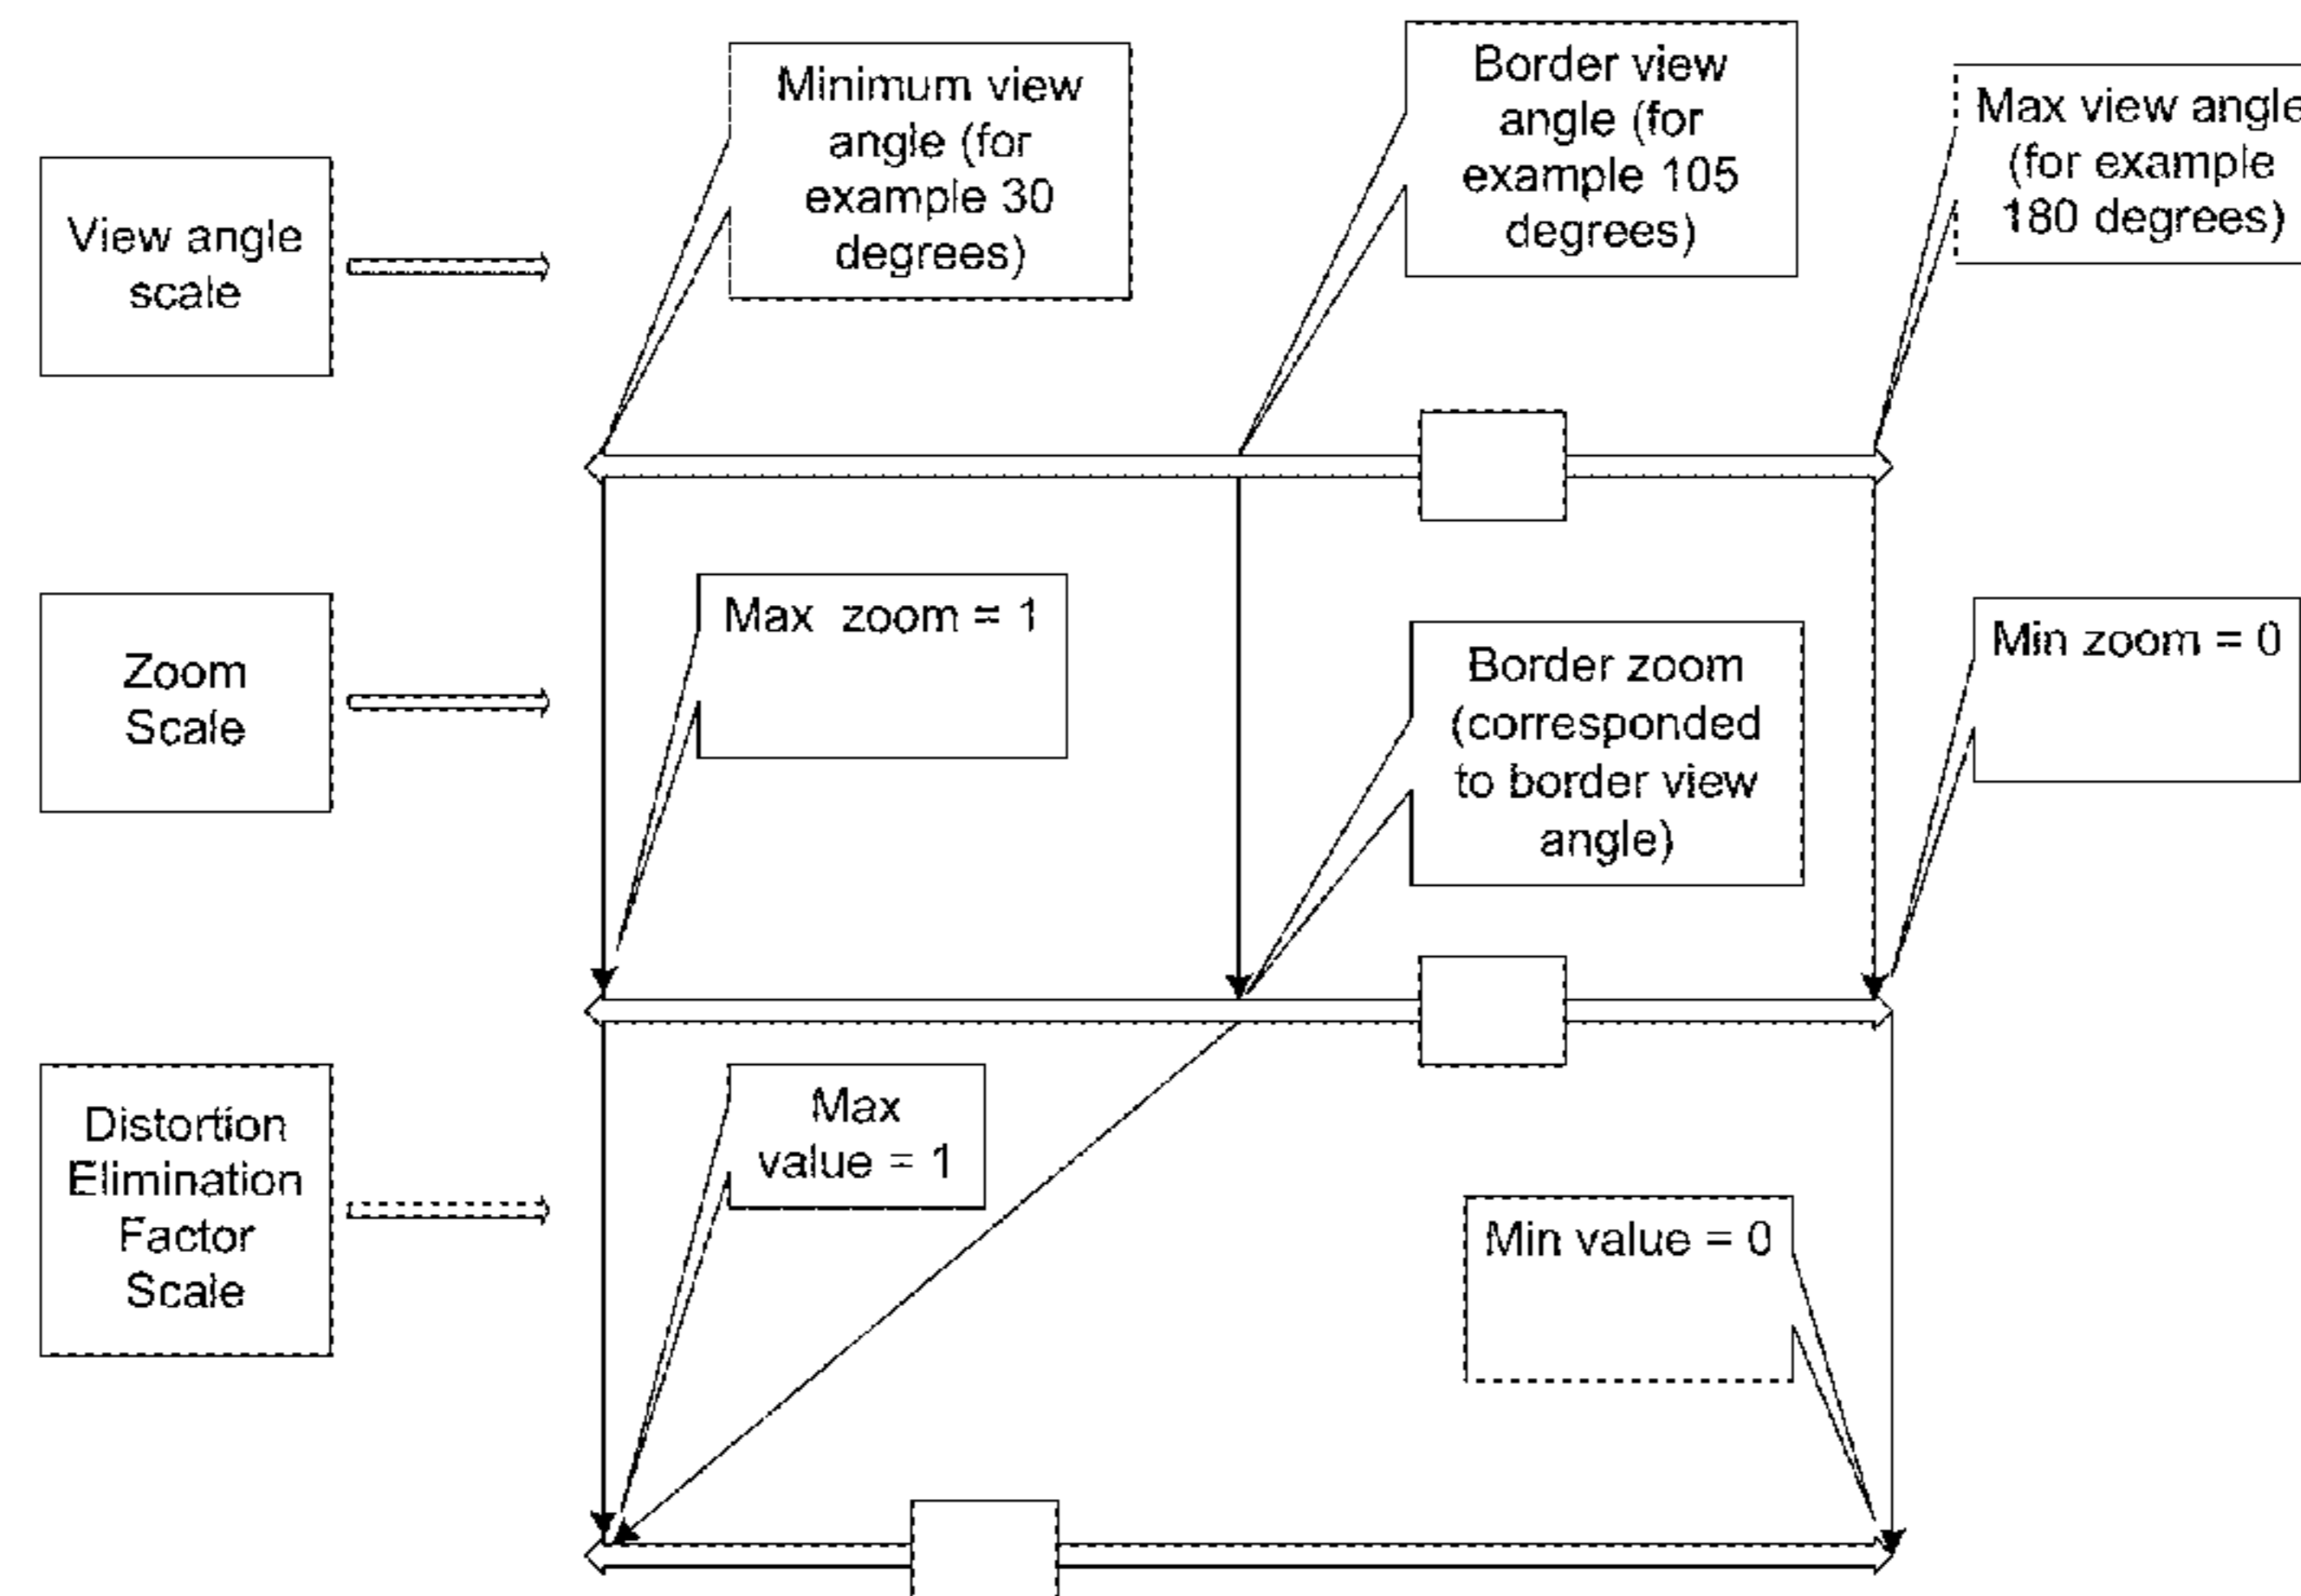 Minimum view
angle (for
example 30
degrees)
Border view
angle (for
example 105
degrees)
Max view angle
(for example
180 degrees)
View angle
scale
Max zoom = 1
Min zoom = 0
Zoom
Scale
Border zoom
(corresponded
to border view
angle)
Distortion
Elimination
Factor
Scale
Max
value = 1
Min value = 0